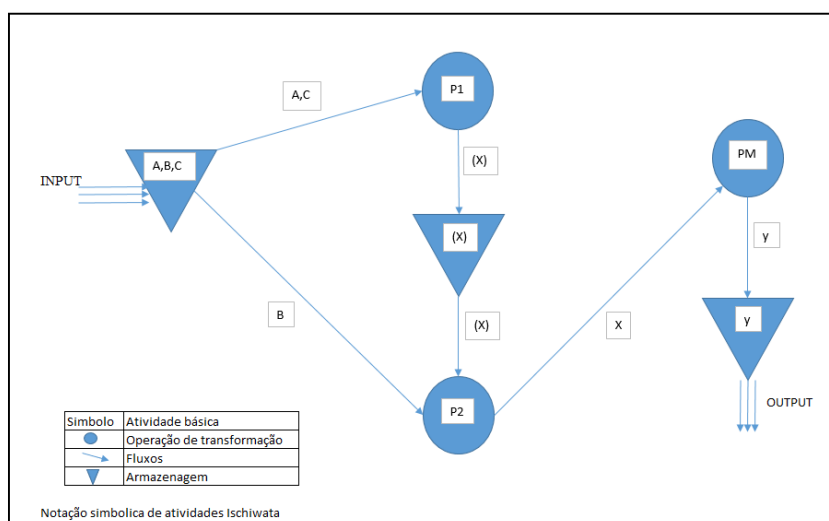 A,C
P1
A,B,C
INPUT
(X)
PM
(X)
y
B
(X)
X
y
P2
OUTPUT
Simbolo Atividade básica
Operação de transformação
Fluxos
Armazenagem
Notação simbolica de atividades Ischiwata